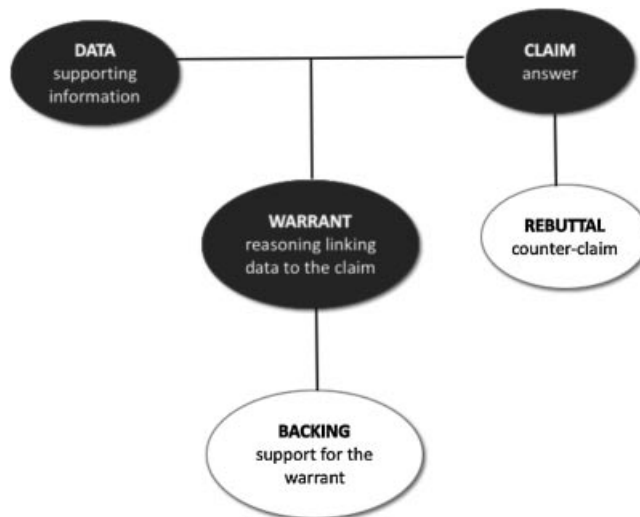 DATA
supporting
information
CLAIM
answer
WARRANT
reasoning linking
data to the claim
REBUTTAL
counter-claim
BACKING
support for the
warrant